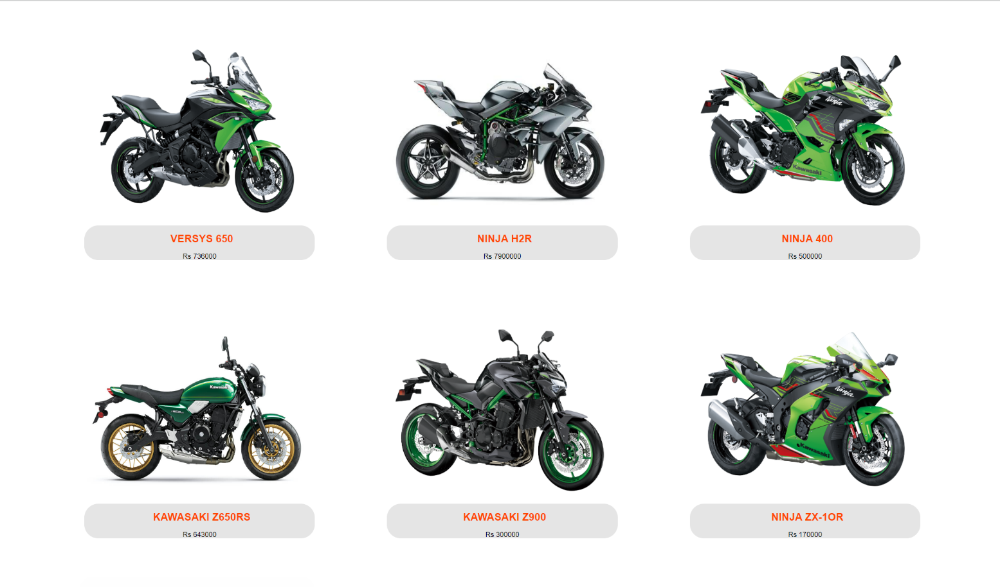 VERSYS 650
Rs 736000
Ninja
Kawasaki
NINJA H2R
Rs 7900000
NINJA 400
Rs 500000
Kawasaki
Ninja
Kawasaki
KAWASAKI Z650RS
Rs 643000
KAWASAKI Z900
Rs 300000
NINJA ZX-1OR
Rs 170000